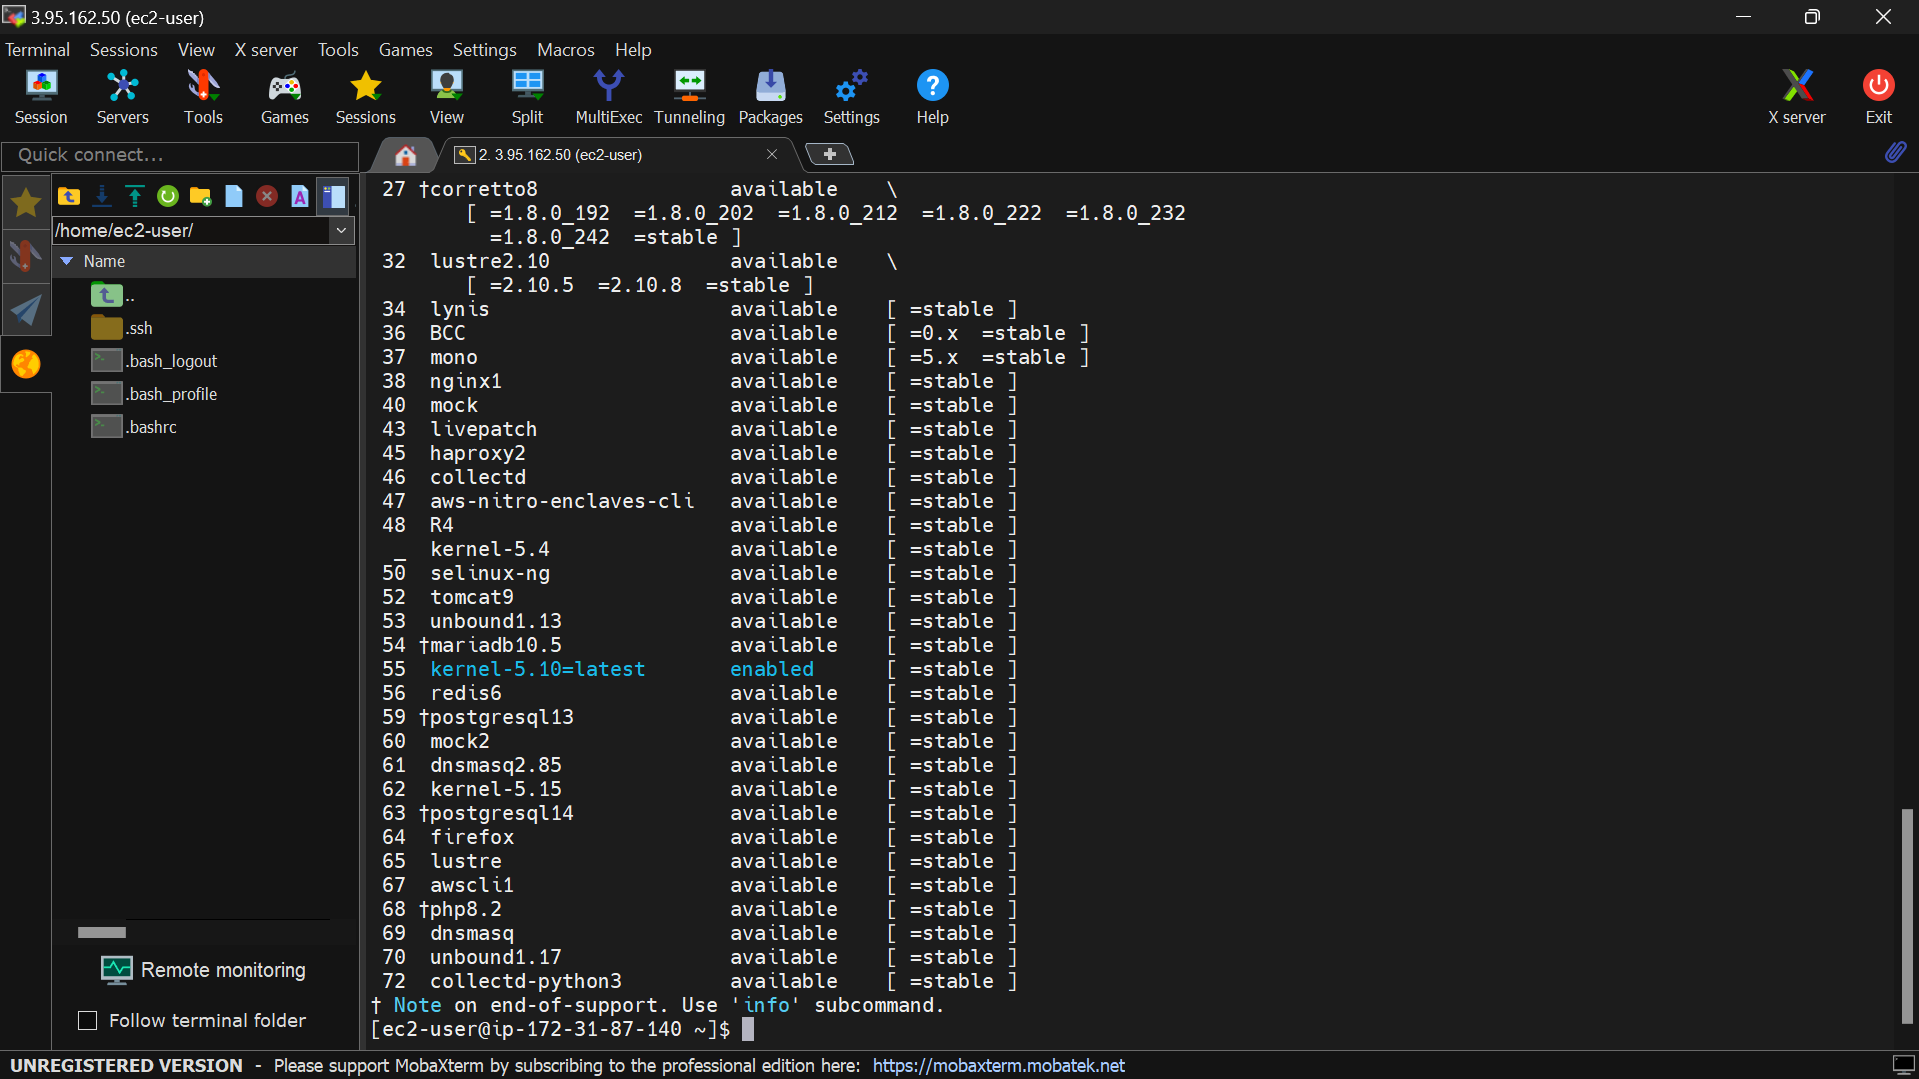 3.95.162.50 (ec2-user)
Terminal Sessions View X server Tools Games Settings Macros Help
Session Servers Tools Games Sessions View Split MultiExec Tunneling Packages Settings Help X server Exit
Quick connect...
2. 3.95.162.50 (ec2-user)
/home/ec2-user/
Name
..
.ssh
.bash_logout
.bash_profile
.bashrc
Remote monitoring
Follow terminal folder
27 †corretto8 available \
[ =1.8.0_192 =1.8.0_202 =1.8.0_212 =1.8.0_222 =1.8.0_232
=1.8.0_242 =stable ]
32 lustre2.10 available \
[ =2.10.5 =2.10.8 =stable ]
34 lynis available [ =stable ]
36 BCC available [ =0.x =stable ]
37 mono available [ =5.x =stable ]
38 nginx1 available [ =stable ]
40 mock available [ =stable ]
43 livepatch available [ =stable ]
45 haproxy2 available [ =stable ]
46 collectd available [ =stable ]
47 aws-nitro-enclaves-cli available [ =stable ]
48 R4 available [ =stable ]
_ kernel-5.4 available [ =stable ]
50 selinux-ng available [ =stable ]
52 tomcat9 available [ =stable ]
53 unbound1.13 available [ =stable ]
54 †mariadb10.5 available [ =stable ]
55 kernel-5.10=latest enabled [ =stable ]
56 redis6 available [ =stable ]
59 †postgresql13 available [ =stable ]
60 mock2 available [ =stable ]
61 dnsmasq2.85 available [ =stable ]
62 kernel-5.15 available [ =stable ]
63 †postgresql14 available [ =stable ]
64 firefox available [ =stable ]
65 lustre available [ =stable ]
67 awscli1 available [ =stable ]
68 †php8.2 available [ =stable ]
69 dnsmasq available [ =stable ]
70 unbound1.17 available [ =stable ]
72 collectd-python3 available [ =stable ]
† Note on end-of-support. Use 'info' subcommand.
[ec2-user@ip-172-31-87-140 ~]$
UNREGISTERED VERSION - Please support MobaXterm by subscribing to the professional edition here: https://mobaxterm.mobatek.net